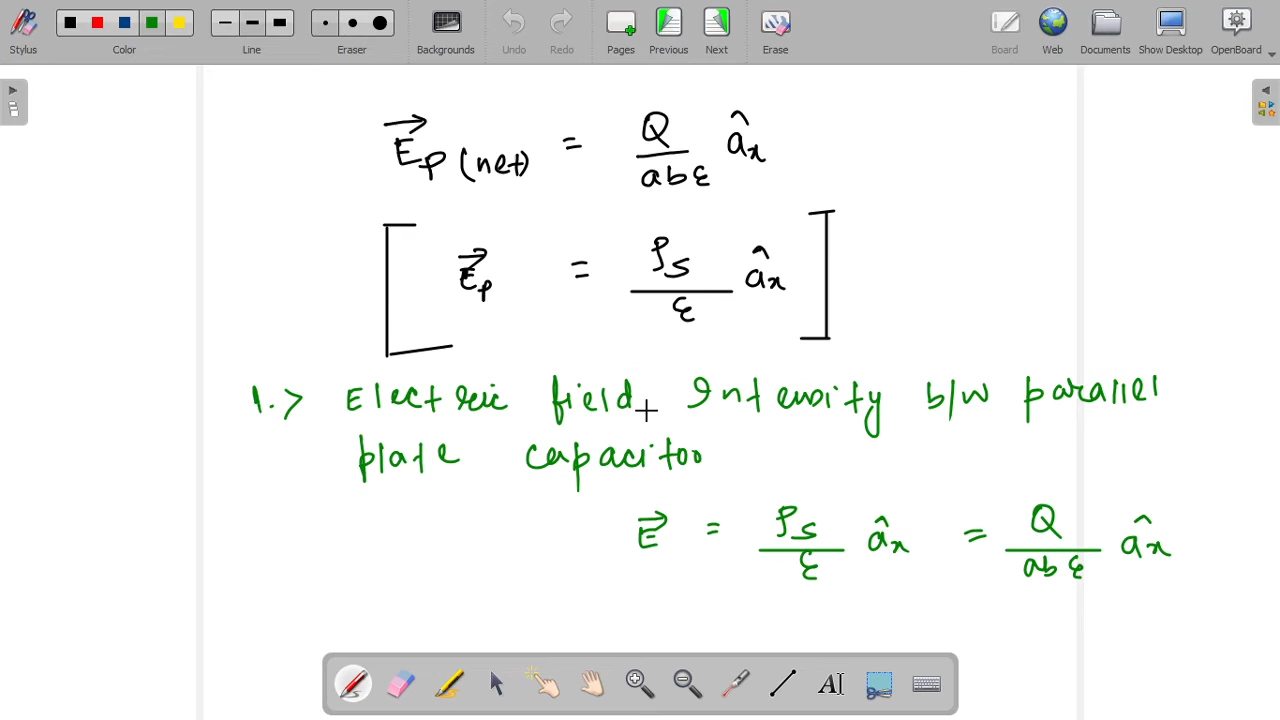 Stylus Color Line Eraser Backgrounds Undo Redo Pages Previous Next Erase Board Web Documents Show Desktop OpenBoard
E⃗p(net) = Q/abε âx
[ E⃗p = ρs/ε âx ]
1.> Electric field Intensity b/w parallel
plate capacitor
E⃗ = ρs/ε âx = Q/abε âx